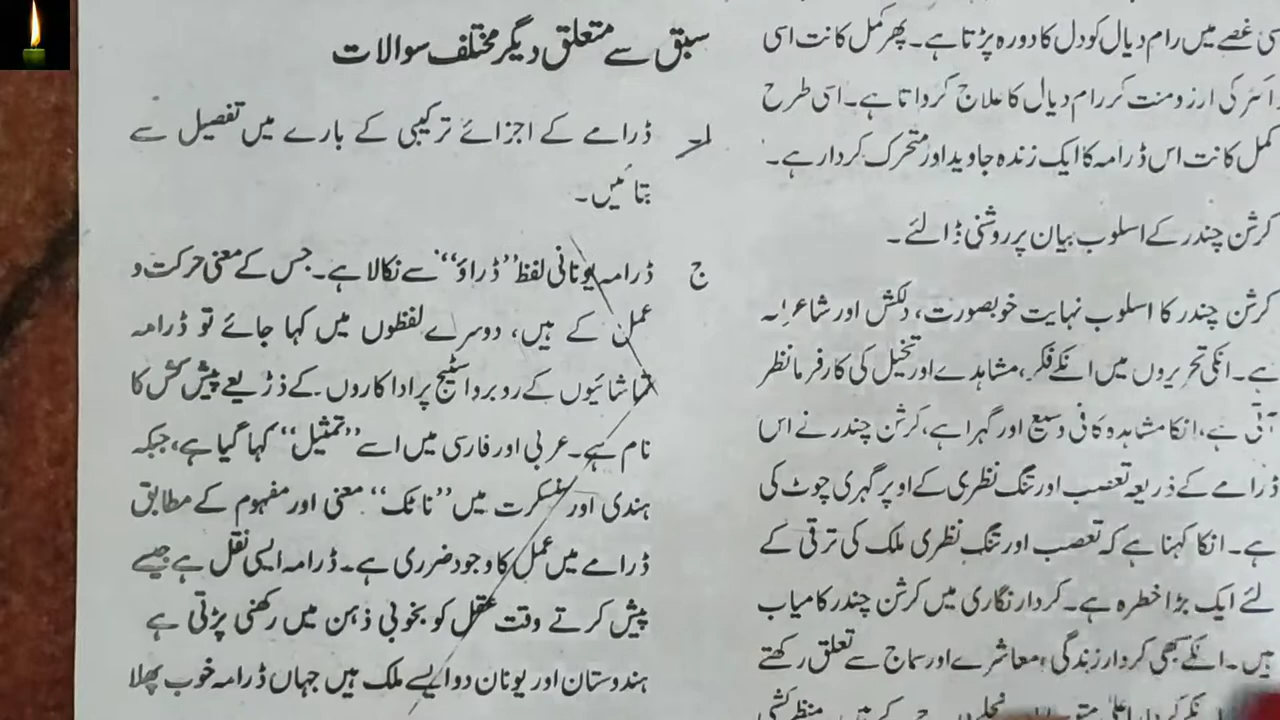 سی غصے میں رام دیال کو دل کا دورہ پڑتا ہے۔ پھر کمل کانت اسی
کی ارزومنت کر رام دیال کا علاج کرواتا ہے۔ اسی طرح
کمل کانت اس ڈرامہ کا ایک زندہ جاوید اور متحرک کردار ہے۔
کرشن چندر کے اسلوب بیان پر روشنی ڈالئے۔
کرشن چندر کا اسلوب نہایت خوبصورت، دلکش اور شاعرانہ
ہے۔ انکی تحریروں میں انکے فکر، مشاہدے اور تخیل کی کارفرما نظر
آتی ہے، انکا مشاہدہ کافی وسیع اور گہرا ہے، کرشن چندر نے اس
ڈرامے کے ذریعہ تعصب اور تنگ نظری کے اوپر گہری چوٹ کی
ہے۔ انکا کہنا ہے کہ تعصب اور تنگ نظری ملک کی ترقی کے
لئے ایک بڑا خطرہ ہے۔ کردار نگاری میں کرشن چندر کامیاب
ہیں۔ انکے بھی کردار زندگی، معاشرے اور سماج سے تعلق رکھتے
سبق سے متعلق دیگر مختلف سوالات
ڈرامے کے اجزائے ترکیبی کے بارے میں تفصیل سے
بتائیں۔
ج ڈرامہ یونانی لفظ ’’ڈراؤ‘‘ سے نکالا ہے۔ جس کے معنی حرکت و
عمل کے ہیں، دوسرے لفظوں میں کہا جائے تو ڈرامہ
تماشائیوں کے روبرو اسٹیج پر اداکاروں کے ذریعے پیش کش کا
نام ہے۔ عربی اور فارسی میں اسے ’’تمثیل‘‘ کہا گیا ہے، جبکہ
ہندی اور سنسکرت میں ’’ناٹک‘‘ معنی اور مفہوم کے مطابق
ڈرامے میں عمل کا وجود ضرری ہے۔ ڈرامہ ایسی نقل ہے جسے
پیش کرتے وقت عقل کو بخوبی ذہن میں رکھنی پڑتی ہے
ہندوستان اور یونان دو ایسے ملک ہیں جہاں ڈرامہ خوب پھلا